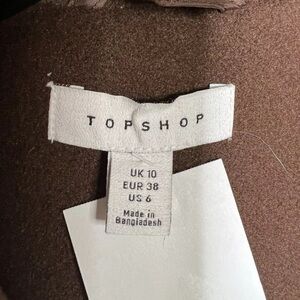 TOPSHOP
UK 10
EUR 38
US 6
Made in
Bangladesh